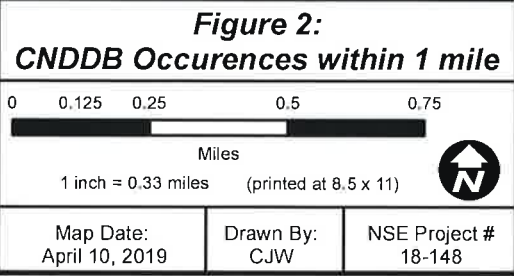 Figure 2:
CNDDB Occurences within 1 mile
0 0.125 0.25 0.5 0.75
Miles
1 inch = 0.33 miles (printed at 8.5 x 11)
N
Map Date:
April 10, 2019
Drawn By:
CJW
NSE Project #
18-148